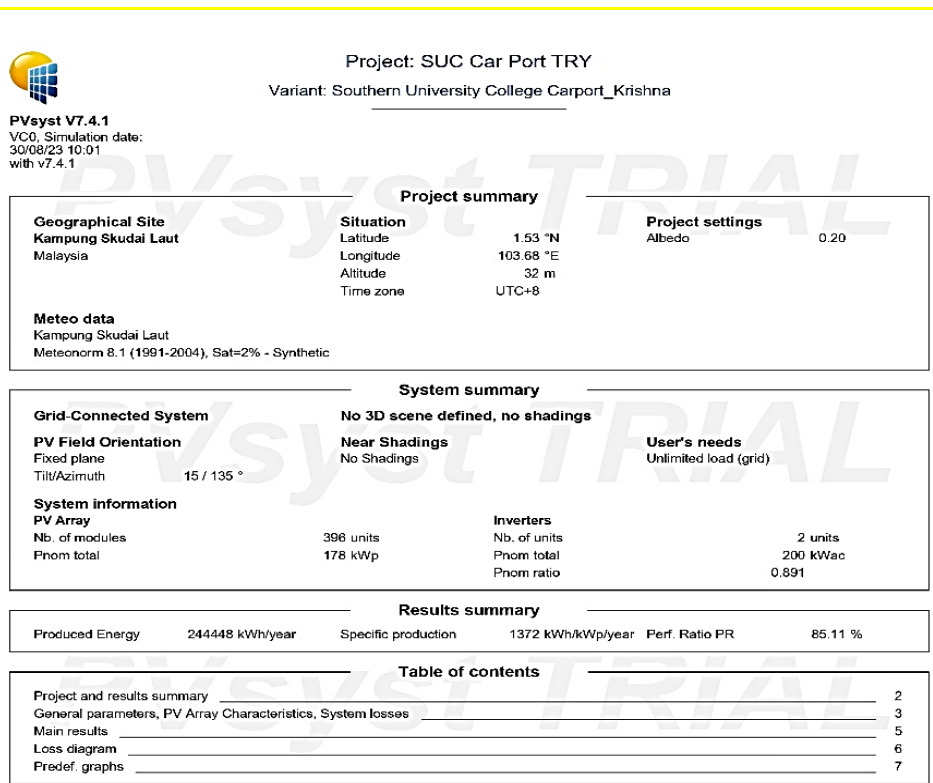 Project: SUC Car Port TRY
Variant: Southern University College Carport_Krishna
PVsyst V7.4.1
VC0, Simulation date:
30/08/23 10:01
with v7.4.1
PVsyst TRIAL
Project summary
Geographical Site Situation Project settings
Kampung Skudai Laut Latitude 1.53 °N Albedo 0.20
Malaysia Longitude 103.68 °E
Altitude 32 m
Time zone UTC+8
Meteo data
Kampung Skudai Laut
Meteonorm 8.1 (1991-2004), Sat=2% - Synthetic
System summary
Grid-Connected System No 3D scene defined, no shadings
PVsyst TRIAL
PV Field Orientation Near Shadings User's needs
Fixed plane No Shadings Unlimited load (grid)
Tilt/Azimuth 15 / 135 °
System information
PV Array Inverters
Nb. of modules 396 units Nb. of units 2 units
Pnom total 178 kWp Pnom total 200 kWac
Pnom ratio 0.891
Results summary
Produced Energy 244448 kWh/year Specific production 1372 kWh/kWp/year Perf. Ratio PR 85.11 %
Table of contents
PVsyst TRIAL
Project and results summary 2
General parameters, PV Array Characteristics, System losses 3
Main results 5
Loss diagram 6
Predef. graphs 7